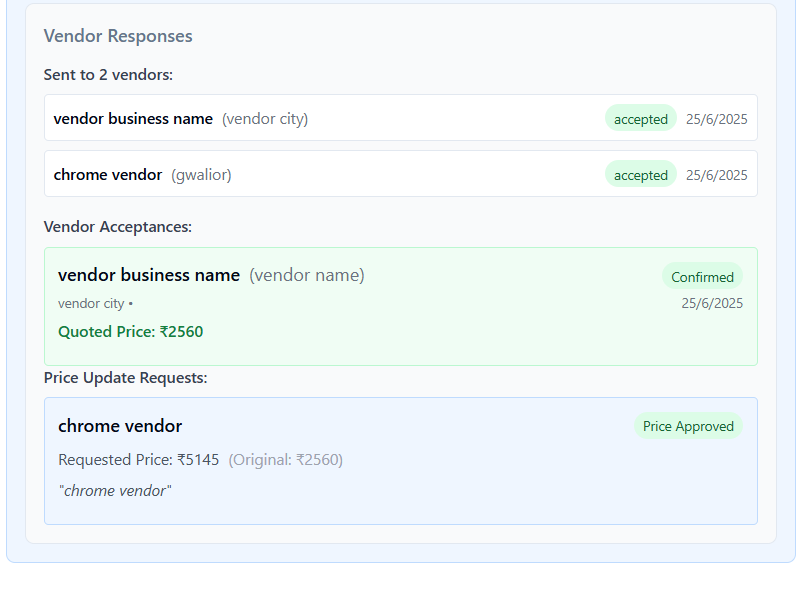 Vendor Responses
Sent to 2 vendors:
vendor business name (vendor city) accepted 25/6/2025
chrome vendor (gwalior) accepted 25/6/2025
Vendor Acceptances:
vendor business name (vendor name) Confirmed
vendor city • 25/6/2025
Quoted Price: ₹2560
Price Update Requests:
chrome vendor Price Approved
Requested Price: ₹5145 (Original: ₹2560)
"chrome vendor"